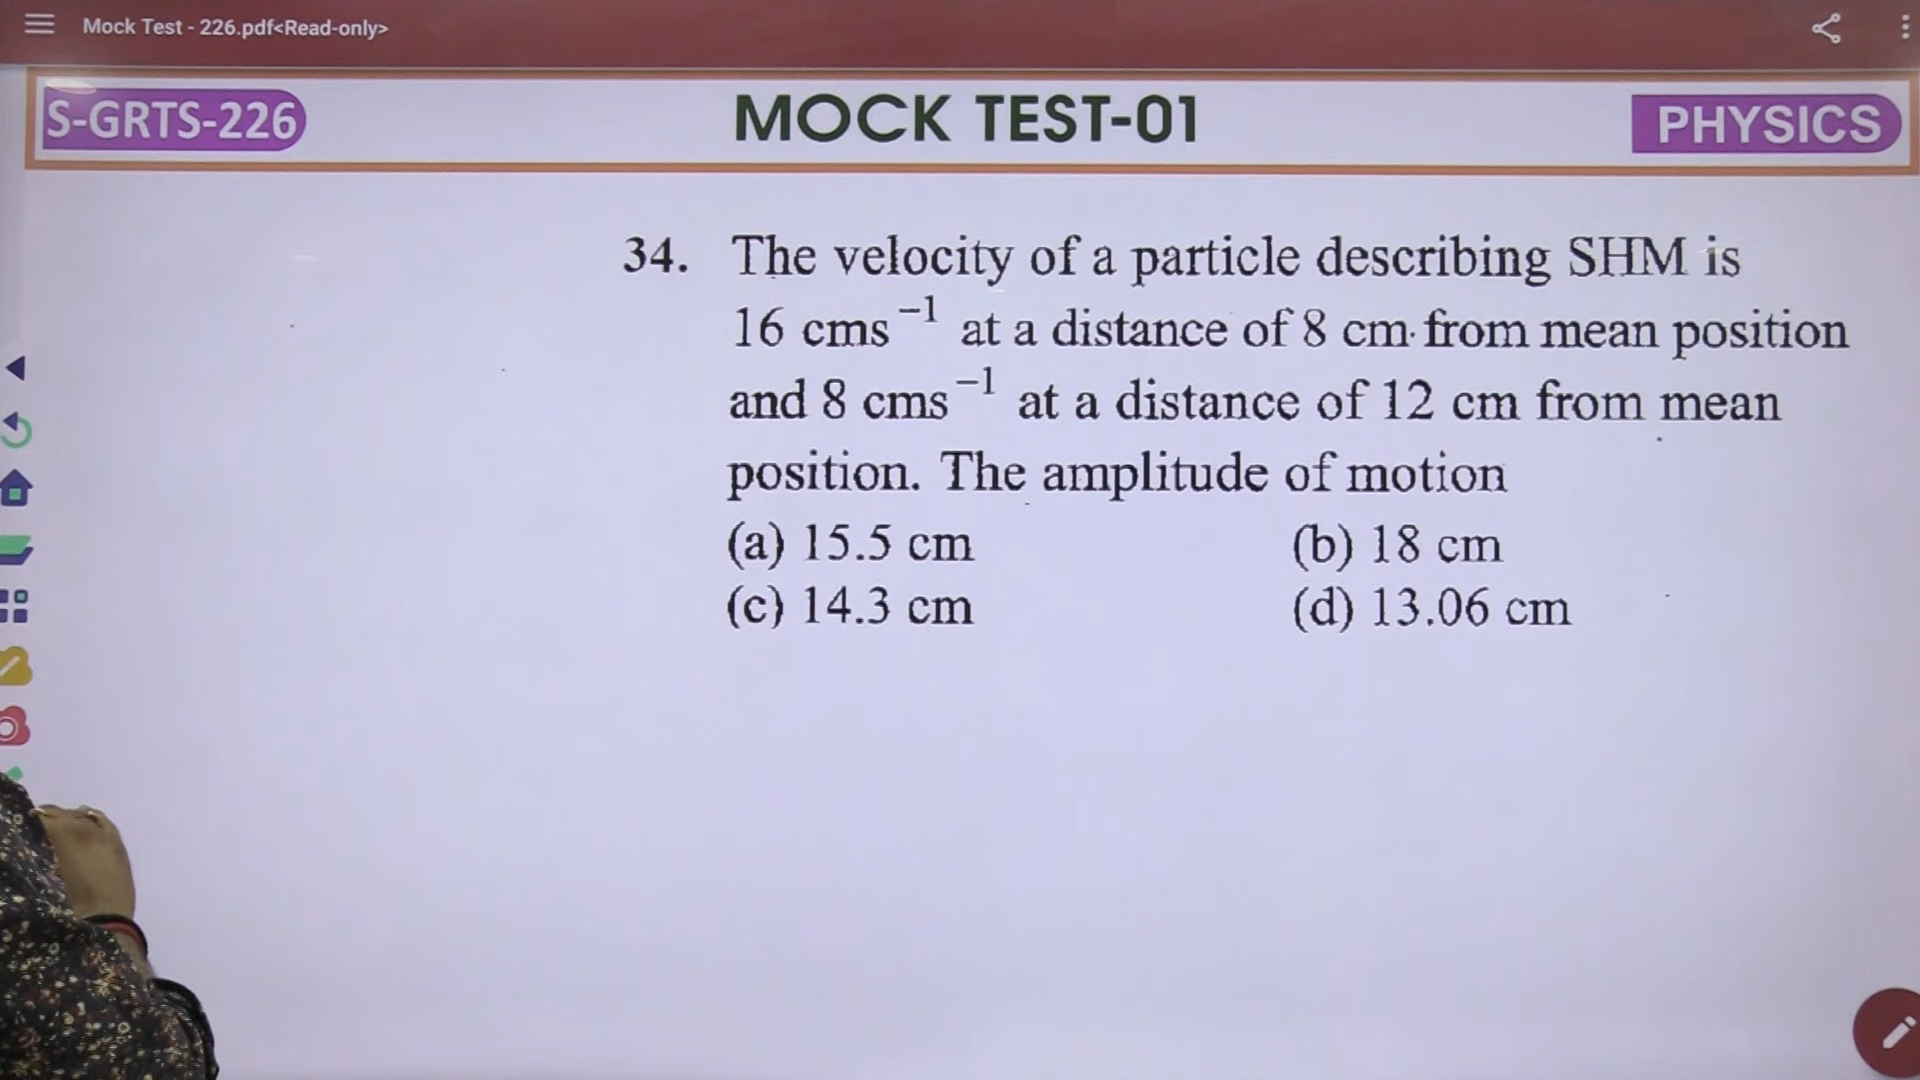 Mock Test - 226.pdf<Read-only>
S-GRTS-226
MOCK TEST-01
PHYSICS
34. The velocity of a particle describing SHM is
16 cms⁻¹ at a distance of 8 cm from mean position
and 8 cms⁻¹ at a distance of 12 cm from mean
position. The amplitude of motion
(a) 15.5 cm (b) 18 cm
(c) 14.3 cm (d) 13.06 cm